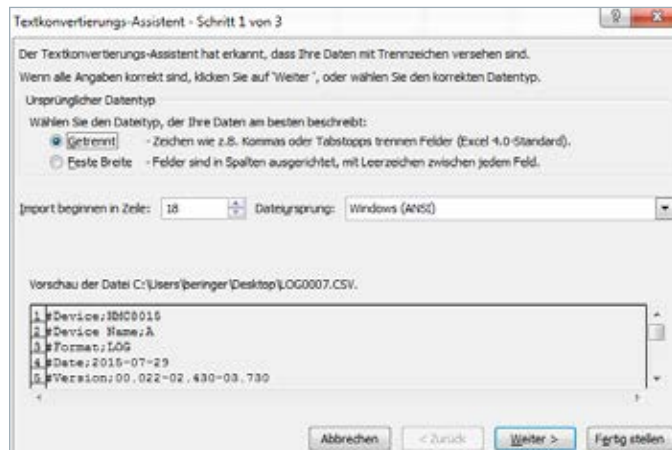 Textkonvertierungs-Assistent - Schritt 1 von 3
Der Textkonvertierungs-Assistent hat erkannt, dass Ihre Daten mit Trennzeichen versehen sind.
Wenn alle Angaben korrekt sind, klicken Sie auf 'Weiter ', oder wählen Sie den korrekten Datentyp.
Ursprünglicher Datentyp
Wählen Sie den Dateityp, der Ihre Daten am besten beschreibt:
Getrennt - Zeichen wie z.B. Kommas oder Tabstopps trennen Felder (Excel 4.0-Standard).
Feste Breite - Felder sind in Spalten ausgerichtet, mit Leerzeichen zwischen jedem Feld.
Import beginnen in Zeile: 18 Dateiursprung: Windows (ANSI)
Vorschau der Datei C:\Users\beringer\Desktop\LOG0007.CSV.
1 #Device;HMC8015
2 #Device Name;A
3 #Format;LOG
4 #Date;2015-07-29
5 #Version;00.022-02.430-03.730
Abbrechen < Zurück Weiter > Fertig stellen